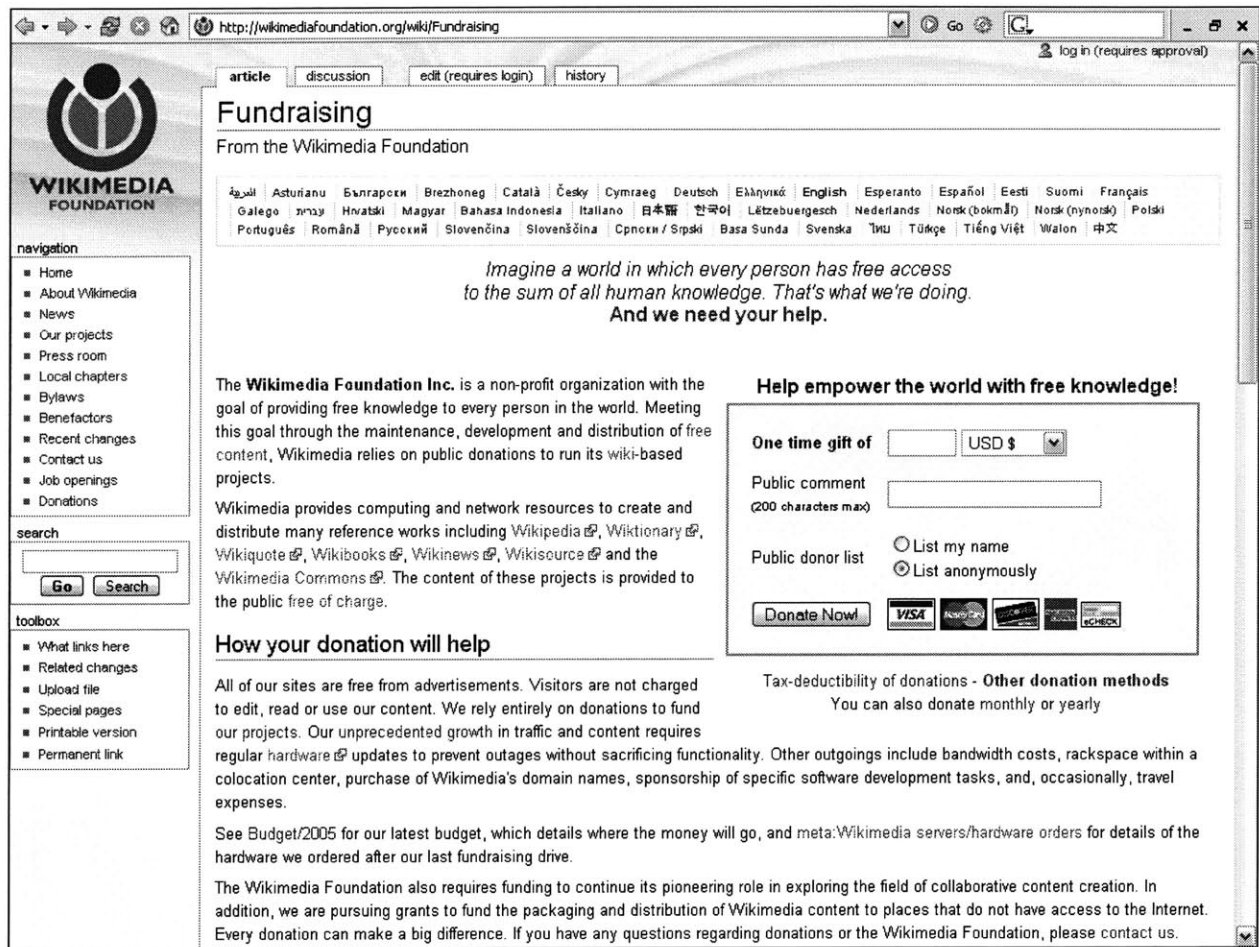 http://wikimediafoundation.org/wiki/Fundraising
Go
G
log in (requires approval)
article
discussion
edit (requires login)
history
WIKIMEDIA
FOUNDATION
navigation
Home
About Wikimedia
News
Our projects
Press room
Local chapters
Bylaws
Benefactors
Recent changes
Contact us
Job openings
Donations
search
Go
Search
toolbox
What links here
Related changes
Upload file
Special pages
Printable version
Permanent link
Fundraising
From the Wikimedia Foundation
العربية Asturianu Български Brezhoneg Català Česky Cymraeg Deutsch Ελληνικά English Esperanto Español Eesti Suomi Français
Galego עברית Hrvatski Magyar Bahasa Indonesia Italiano 日本語 한국어 Lëtzebuergesch Nederlands Norsk (bokmål) Norsk (nynorsk) Polski
Português Română Русский Slovenčina Slovenščina Српски / Srpski Basa Sunda Svenska ไทย Türkçe Tiếng Việt Walon 中文
Imagine a world in which every person has free access
to the sum of all human knowledge. That's what we're doing.
And we need your help.
The Wikimedia Foundation Inc. is a non-profit organization with the
goal of providing free knowledge to every person in the world. Meeting
this goal through the maintenance, development and distribution of free
content, Wikimedia relies on public donations to run its wiki-based
projects.
Wikimedia provides computing and network resources to create and
distribute many reference works including Wikipedia, Wiktionary,
Wikiquote, Wikibooks, Wikinews, Wikisource and the
Wikimedia Commons. The content of these projects is provided to
the public free of charge.
Help empower the world with free knowledge!
One time gift of USD $
Public comment
(200 characters max)
Public donor list
List my name
List anonymously
Donate Now!
VISA MasterCard eCHECK
Tax-deductibility of donations - Other donation methods
You can also donate monthly or yearly
How your donation will help
All of our sites are free from advertisements. Visitors are not charged
to edit, read or use our content. We rely entirely on donations to fund
our projects. Our unprecedented growth in traffic and content requires
regular hardware updates to prevent outages without sacrificing functionality. Other outgoings include bandwidth costs, rackspace within a
colocation center, purchase of Wikimedia's domain names, sponsorship of specific software development tasks, and, occasionally, travel
expenses.
See Budget/2005 for our latest budget, which details where the money will go, and meta:Wikimedia servers/hardware orders for details of the
hardware we ordered after our last fundraising drive.
The Wikimedia Foundation also requires funding to continue its pioneering role in exploring the field of collaborative content creation. In
addition, we are pursuing grants to fund the packaging and distribution of Wikimedia content to places that do not have access to the Internet.
Every donation can make a big difference. If you have any questions regarding donations or the Wikimedia Foundation, please contact us.